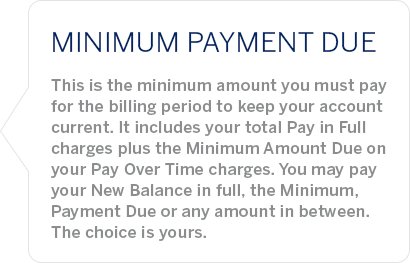 MINIMUM PAYMENT DUE
This is the minimum amount you must pay
for the billing period to keep your account
current. It includes your total Pay in Full
charges plus the Minimum Amount Due on
your Pay Over Time charges. You may pay
your New Balance in full, the Minimum,
Payment Due or any amount in between.
The choice is yours.